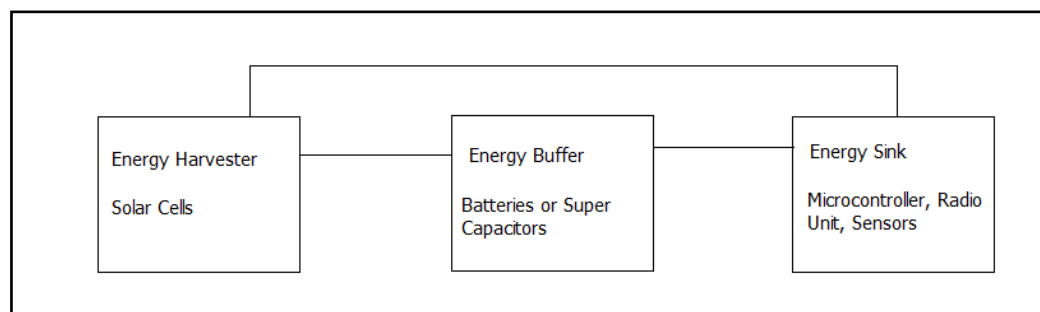 Energy Harvester
Solar Cells
Energy Buffer
Batteries or Super
Capacitors
Energy Sink
Microcontroller, Radio
Unit, Sensors